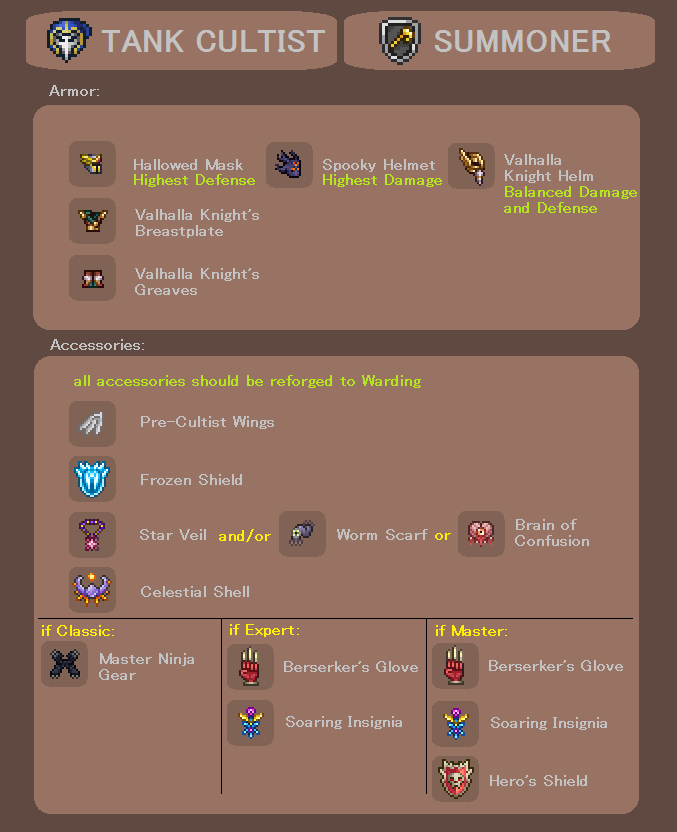 TANK CULTIST SUMMONER
Armor:
Hallowed Mask
Highest Defense
Spooky Helmet
Highest Damage
Valhalla
Knight Helm
Balanced Damage
and Defense
Valhalla Knight's
Breastplate
Valhalla Knight's
Greaves
Accessories:
all accessories should be reforged to Warding
Pre-Cultist Wings
Frozen Shield
Star Veil and/or Worm Scarf or Brain of
Confusion
Celestial Shell
if Classic:
Master Ninja
Gear
if Expert:
Berserker's Glove
Soaring Insignia
if Master:
Berserker's Glove
Soaring Insignia
Hero's Shield